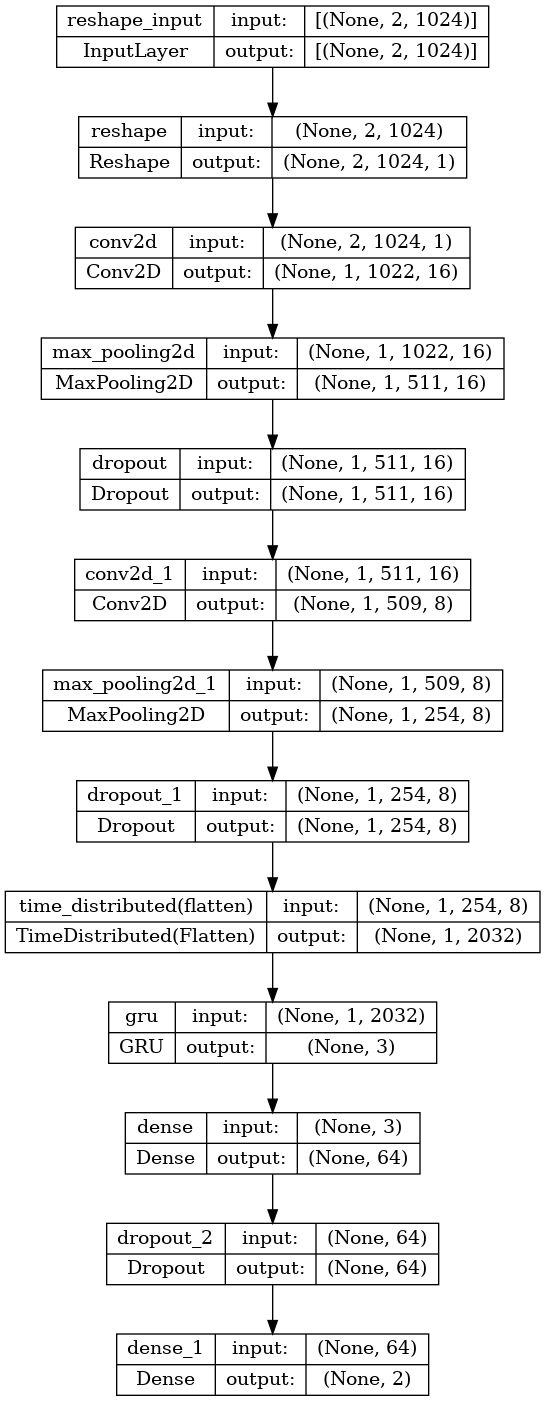 reshape_input input: [(None, 2, 1024)]
InputLayer output: [(None, 2, 1024)]
reshape input: (None, 2, 1024)
Reshape output: (None, 2, 1024, 1)
conv2d input: (None, 2, 1024, 1)
Conv2D output: (None, 1, 1022, 16)
max_pooling2d input: (None, 1, 1022, 16)
MaxPooling2D output: (None, 1, 511, 16)
dropout input: (None, 1, 511, 16)
Dropout output: (None, 1, 511, 16)
conv2d_1 input: (None, 1, 511, 16)
Conv2D output: (None, 1, 509, 8)
max_pooling2d_1 input: (None, 1, 509, 8)
MaxPooling2D output: (None, 1, 254, 8)
dropout_1 input: (None, 1, 254, 8)
Dropout output: (None, 1, 254, 8)
time_distributed(flatten) input: (None, 1, 254, 8)
TimeDistributed(Flatten) output: (None, 1, 2032)
gru input: (None, 1, 2032)
GRU output: (None, 3)
dense input: (None, 3)
Dense output: (None, 64)
dropout_2 input: (None, 64)
Dropout output: (None, 64)
dense_1 input: (None, 64)
Dense output: (None, 2)